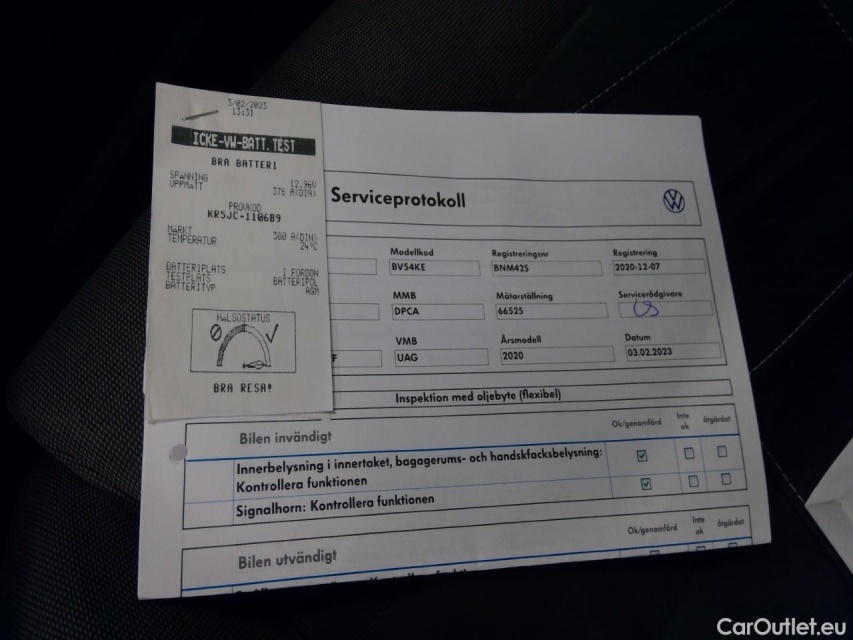 3/02/2023
13:31
ICKE-VW-BATT.TEST
BRA BATTERI
SPÄNNING 12.96V
UPPMÄTT 376 A(DIN)
PROVKOD
KR5JC-1106B9
MÄRKT 380 A(DIN)
TEMPERATUR 24°C
BATTERIPLATS I FORDON
TESTPLATS BATTERIPOL
BATTERITYP AGM
HÄLSOSTATUS
BRA RESA!
Serviceprotokoll
Modellkod Registreringsnr Registrering
BV54KE BNM42S 2020-12-07
MMB Mätarställning Servicerådgivare
DPCA 66525
VMB Årsmodell Datum
F UAG 2020 03.02.2023
Inspektion med oljebyte (flexibel)
Bilen invändigt Ok/genomförd Inte ok åtgärdat
Innerbelysning i innertaket, bagagerums- och handskfacksbelysning:
Kontrollera funktionen
Signalhorn: Kontrollera funktionen
Bilen utvändigt Ok/genomförd Inte ok åtgärdat
CarOutlet.eu